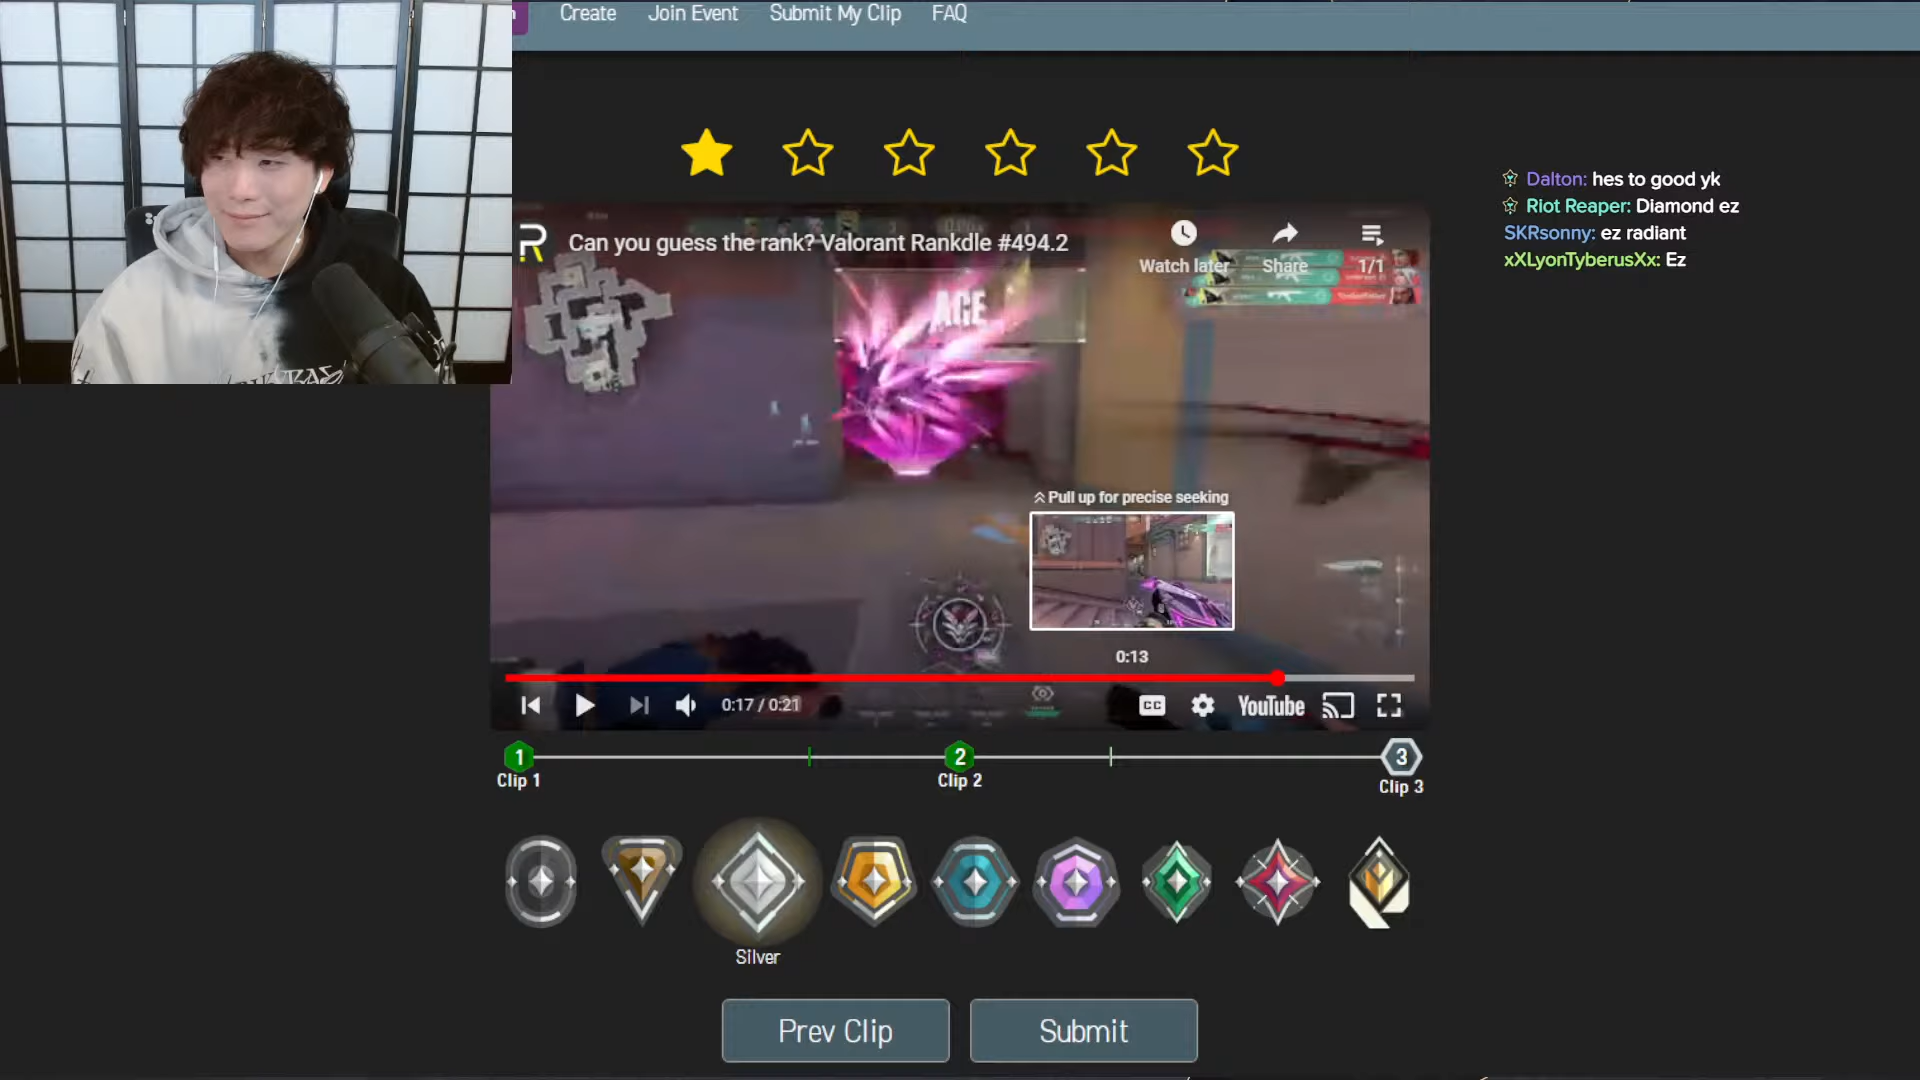 Create Join Event Submit My Clip FAQ
Dalton: hes to good yk
Riot Reaper: Diamond ez
SKRsonny: ez radiant
xXLyonTyberusXx: Ez
Can you guess the rank? Valorant Rankdle #494.2
Watch later Share 1/1
ACE
Pull up for precise seeking
0:13
0:17 / 0:21
CC
YouTube
1 2 3
Clip 1 Clip 2 Clip 3
Silver
Prev Clip Submit